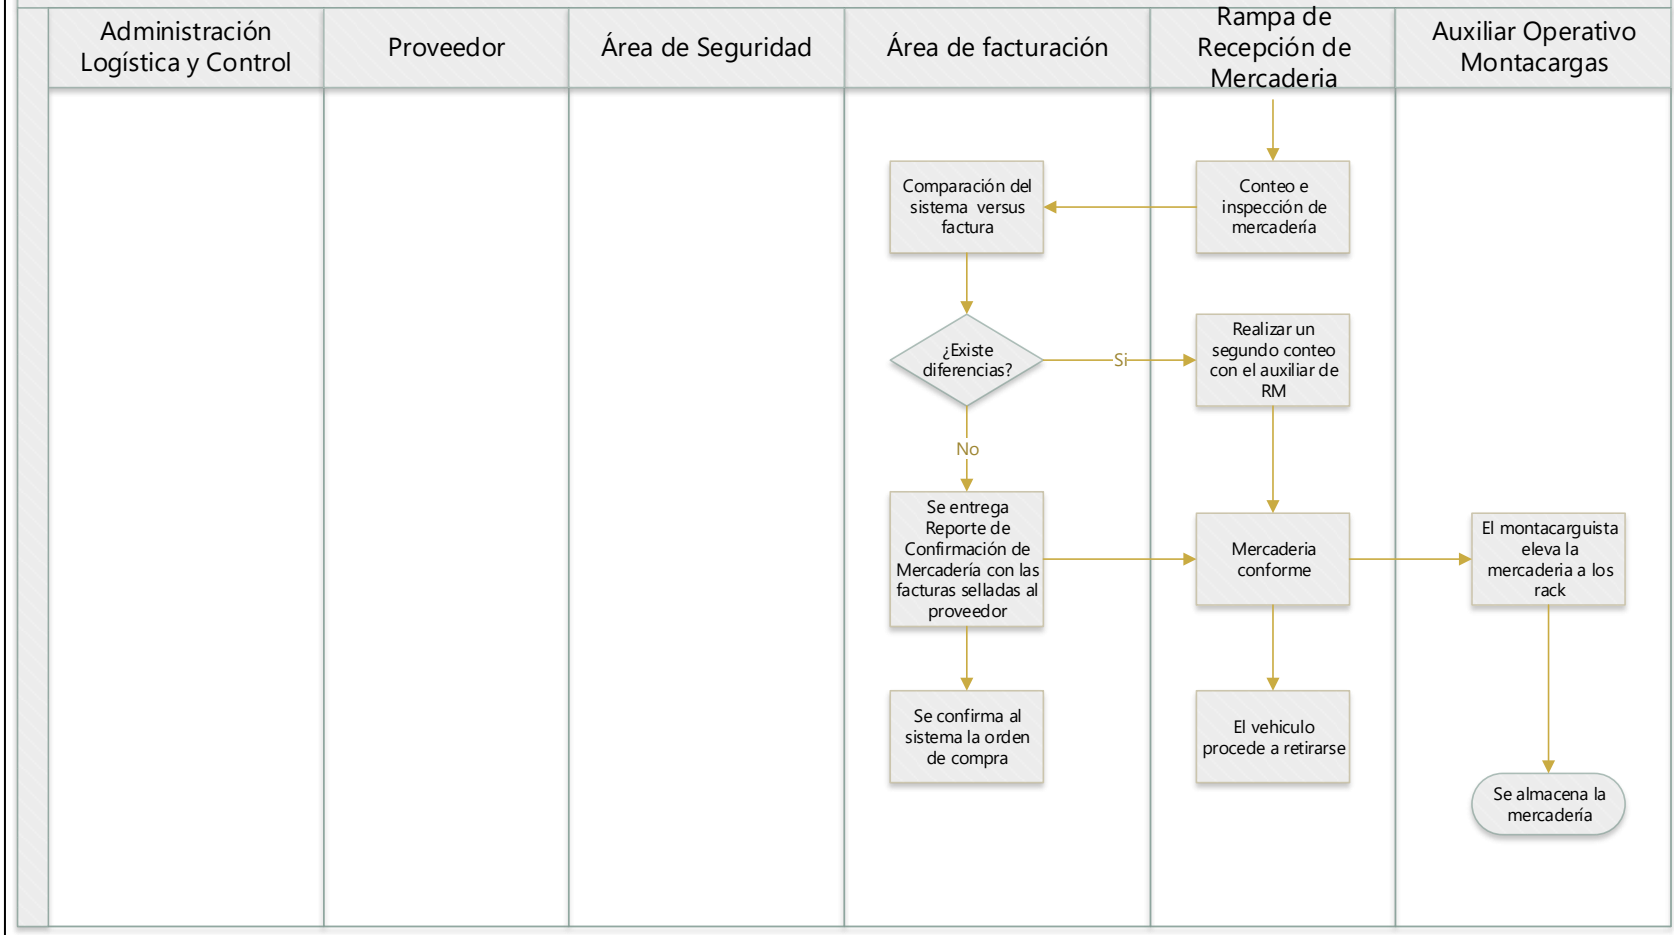 Administración
Logística y Control
Proveedor
Área de Seguridad
Área de facturación
Rampa de
Recepción de
Mercaderia
Auxiliar Operativo
Montacargas
Comparación del
sistema versus
factura
Conteo e
inspección de
mercadería
¿Existe
diferencias?
Si
Realizar un
segundo conteo
con el auxiliar de
RM
No
Se entrega
Reporte de
Confirmación de
Mercadería con las
facturas selladas al
proveedor
Mercaderia
conforme
El montacarguista
eleva la
mercaderia a los
rack
Se confirma al
sistema la orden
de compra
El vehiculo
procede a retirarse
Se almacena la
mercadería